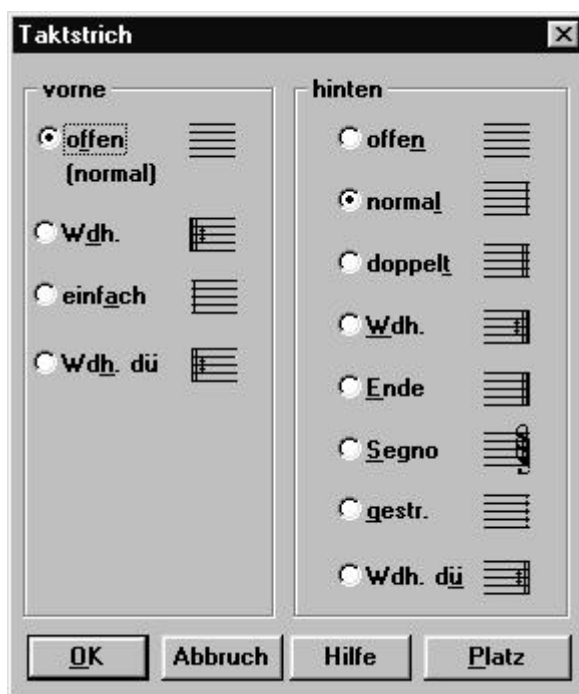 Taktstrich
vorne
offen
(normal)
Wdh.
einfach
Wdh. dü
hinten
offen
normal
doppelt
Wdh.
Ende
Segno
gestr.
Wdh. dü
OK Abbruch Hilfe Platz